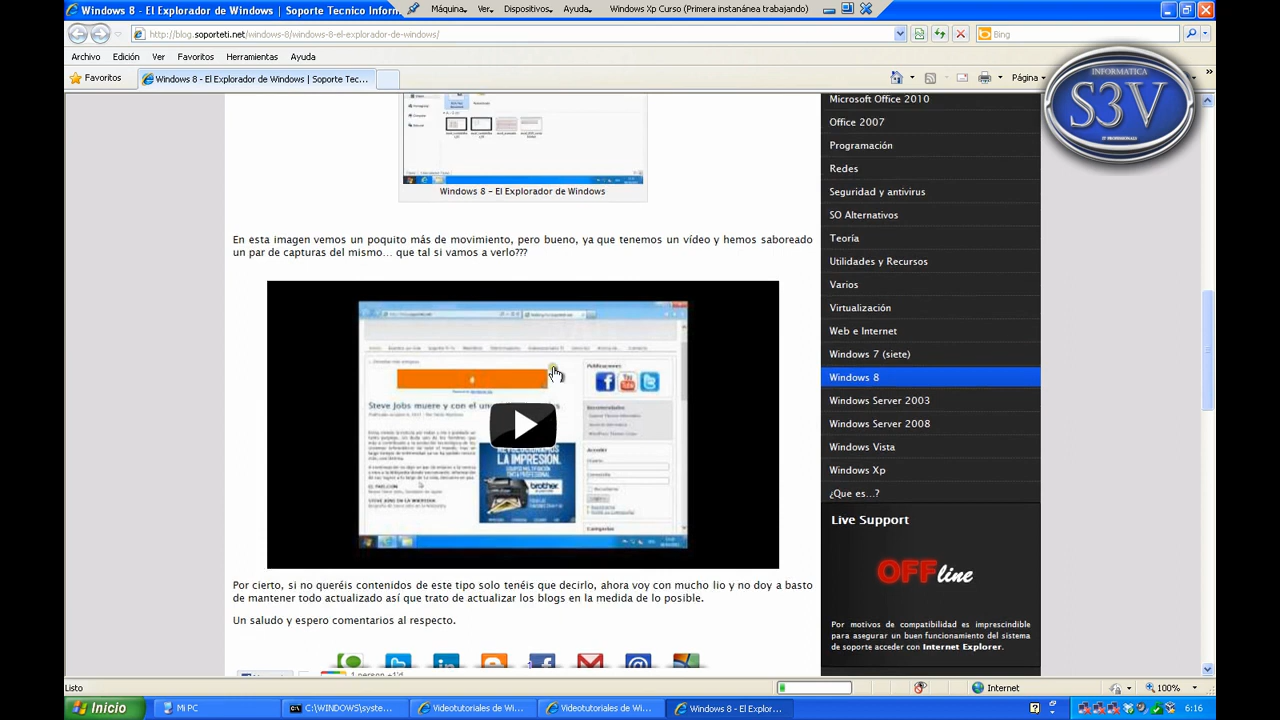 Windows 8 - El Explorador de Windows | Soporte Tecnico Infor
Máquina Ver Dispositivos Ayuda Windows Xp Curso (Primera instantánea trabajando)
http://blog.soporteti.net/windows-8/windows-8-el-explorador-de-windows/
Bing
Archivo Edición Ver Favoritos Herramientas Ayuda
Favoritos Windows 8 - El Explorador de Windows | Soporte Tec... Página
INFORMATICA
S3V
IT PROFESIONALS
Windows 8 – El Explorador de Windows
En esta imagen vemos un poquito más de movimiento, pero bueno, ya que tenemos un vídeo y hemos saboreado
un par de capturas del mismo... que tal si vamos a verlo???
Steve Jobs muere y con el un
LA IMPRESION.
brother
Por cierto, si no queréis contenidos de este tipo solo tenéis que decirlo, ahora voy con mucho lio y no doy a basto
de mantener todo actualizado así que trato de actualizar los blogs en la medida de lo posible.
Un saludo y espero comentarios al respecto.
Microsoft Office 2010
Office 2007
Programación
Redes
Seguridad y antivirus
SO Alternativos
Teoría
Utilidades y Recursos
Varios
Virtualización
Web e Internet
Windows 7 (siete)
Windows 8
Windows Server 2003
Windows Server 2008
Windows Vista
Windows Xp
¿Que es...?
Live Support
OFFline
Por motivos de compatibilidad es imprescindible
para asegurar un buen funcionamiento del sistema
de soporte acceder con Internet Explorer.
Listo Internet 100%
Inicio Mi PC C:\WINDOWS\syste... Videotutoriales de Wi... Videotutoriales de Wi... Windows 8 - El Explor... 6:16